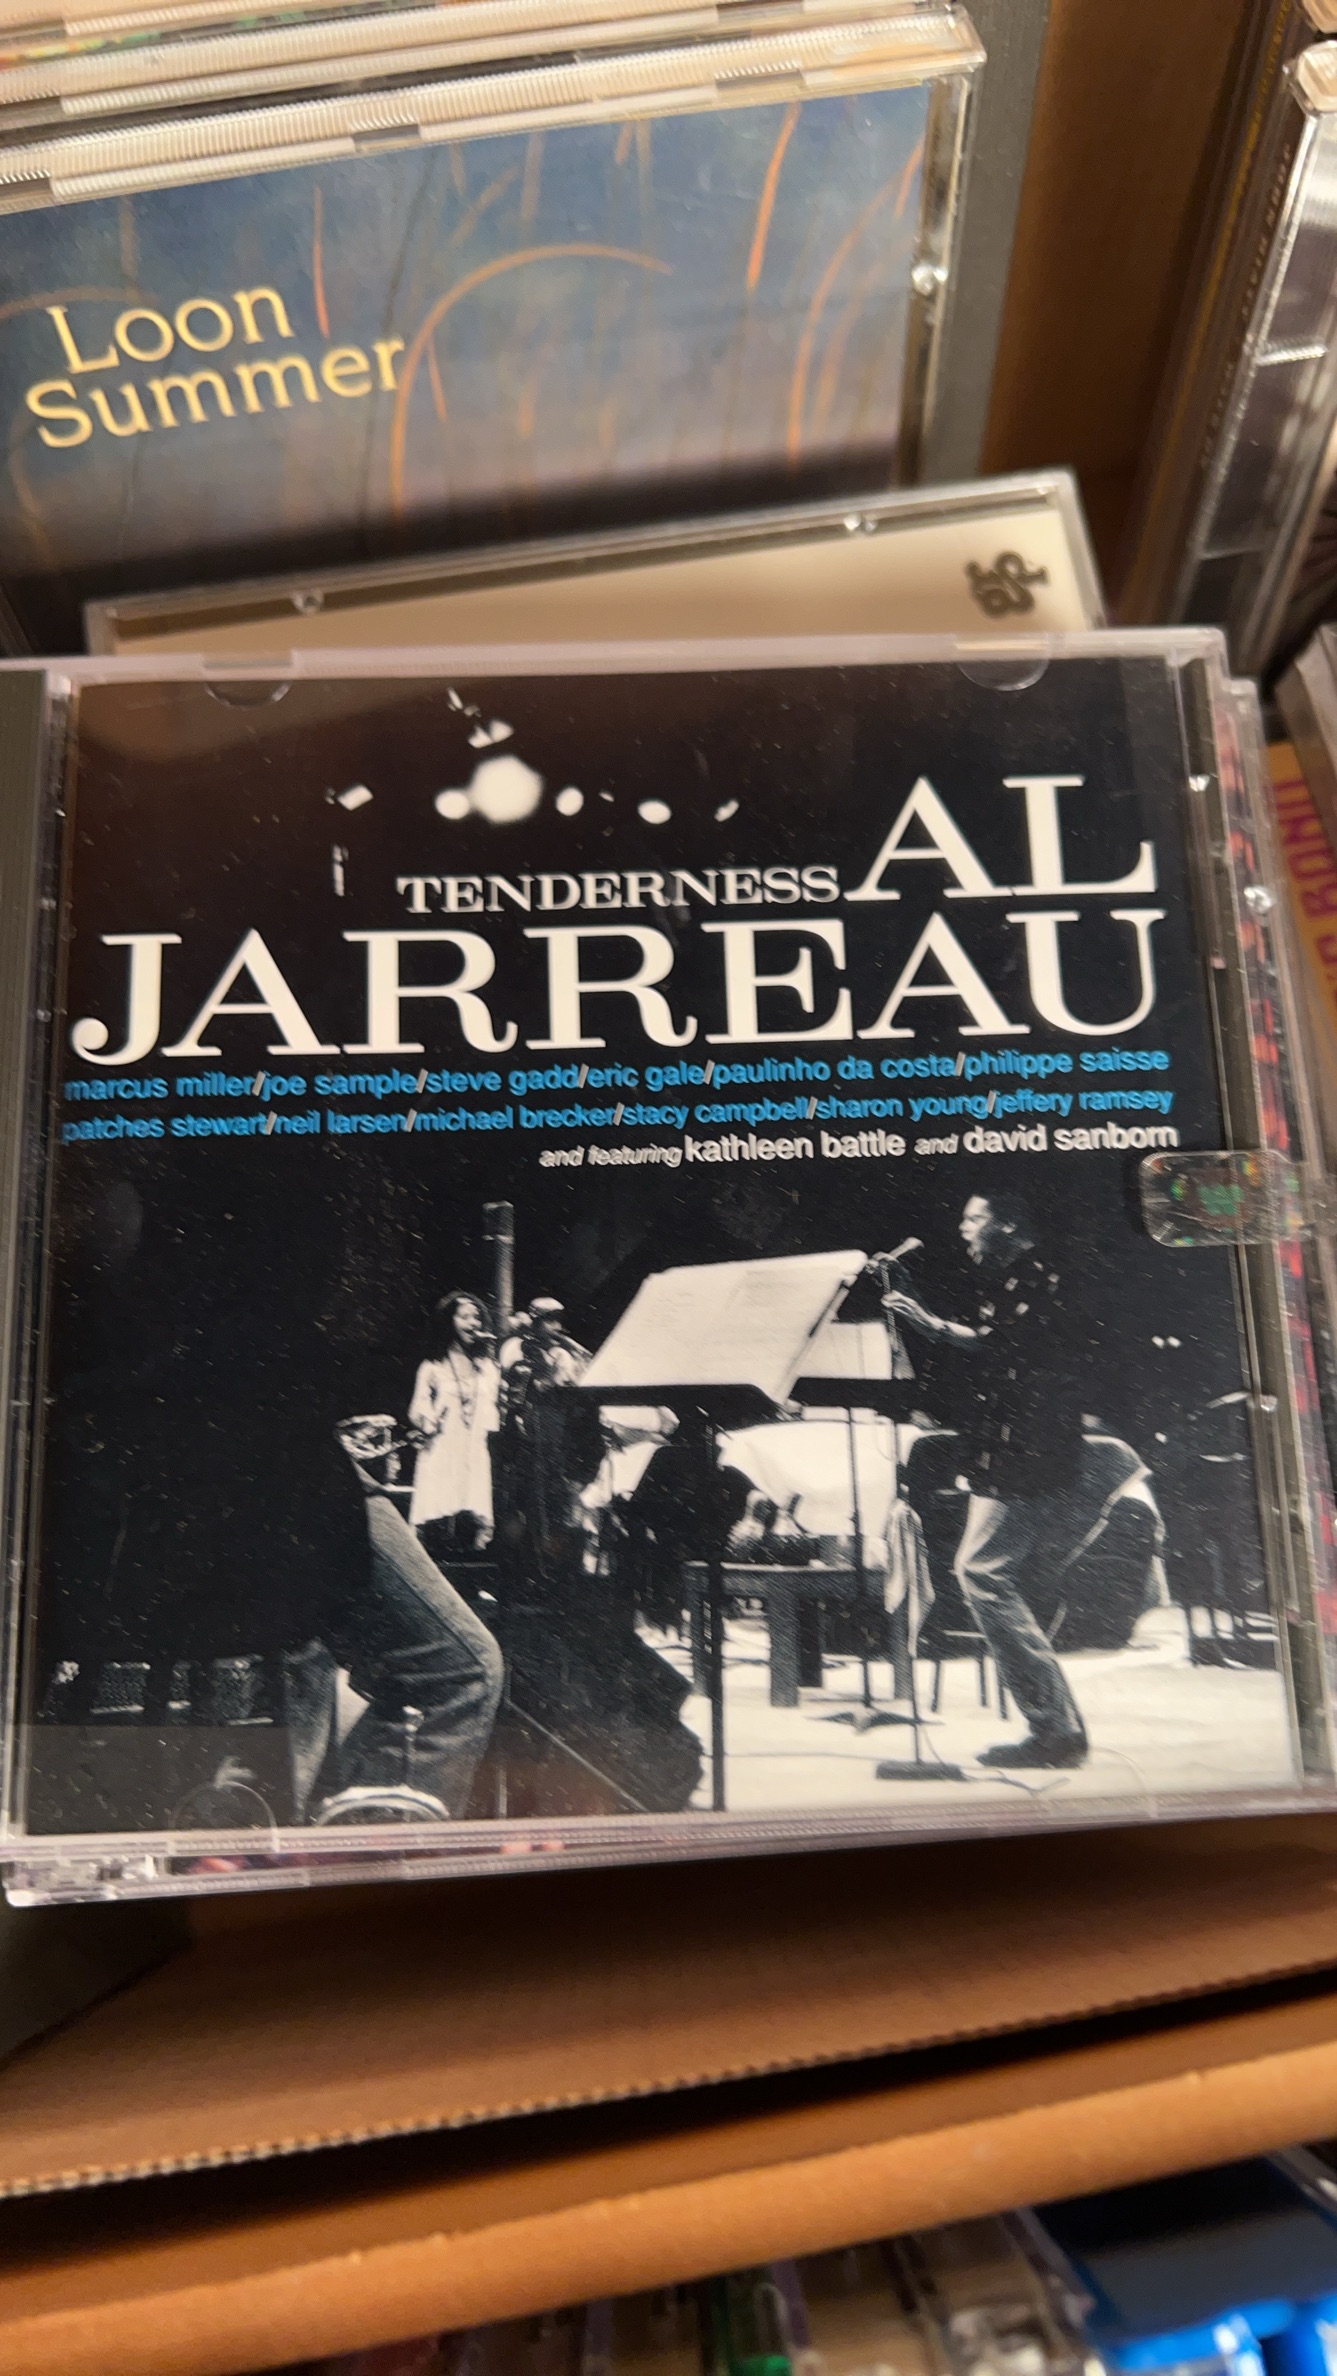 Loon
Summer
GRP
TENDERNESS AL
JARREAU
marcus miller/joe sample/steve gadd/eric gale/paulinho da costa/philippe saisse
patches stewart/neil larsen/michael brecker/stacy campbell/sharon young/jeffery ramsey
and featuring kathleen battle and david sanborn